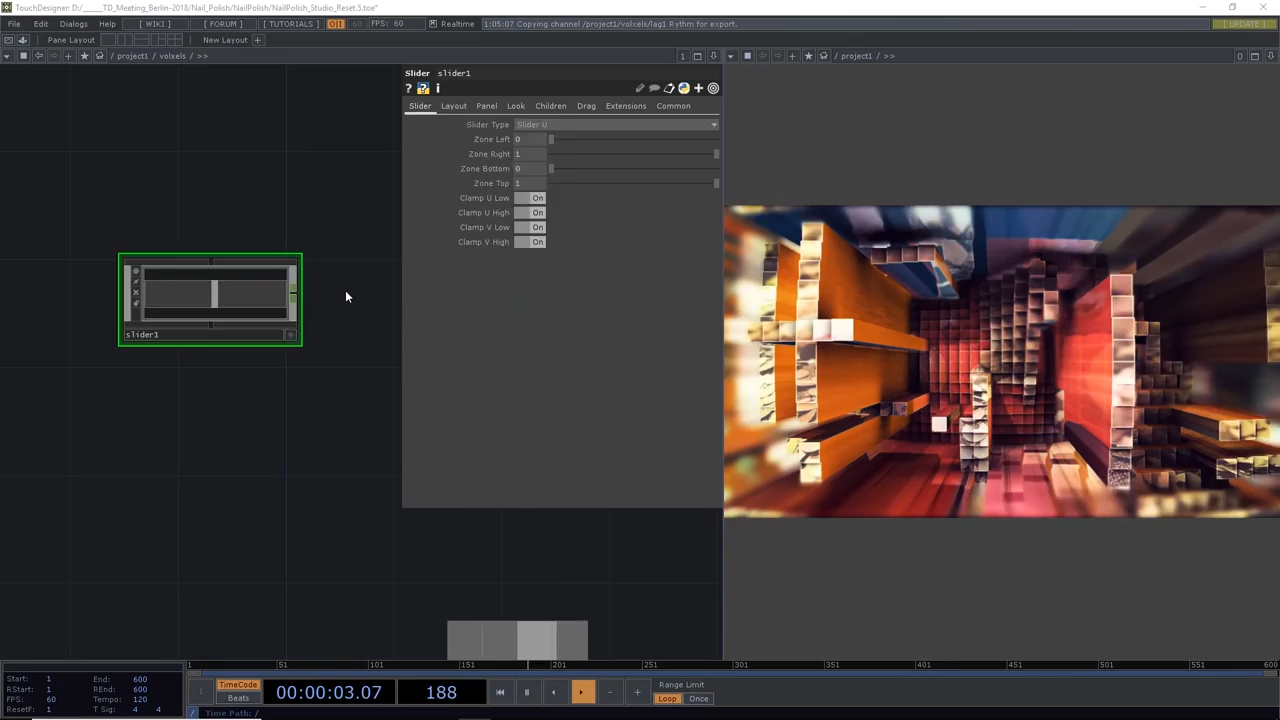 TouchDesigner: D:/_____TD_Meeting_Berlin-2018/Nail_Polish/NailPolish/NailPolish_Studio_Reset.5.toe*
File Edit Dialogs Help [ WIKI ] [ FORUM ] [ TUTORIALS ] O|I 60 FPS: 60 Realtime 1:05:07 Copying channel /project1/volxels/lag1 Rythm for export. [ UPDATE ]
Pane Layout New Layout +
/ project1 / volxels / >> 1
/ project1 / >> 0
Slider slider1
? ? i
Slider Layout Panel Look Children Drag Extensions Common
Slider Type Slider U
Zone Left 0
Zone Right 1
Zone Bottom 0
Zone Top 1
Clamp U Low On
Clamp U High On
Clamp V Low On
Clamp V High On
slider1
1 51 101 151 201 251 301 351 401 451 501 551 600
Start: 1 End: 600
RStart: 1 REnd: 600
FPS: 60 Tempo: 120
ResetF: 1 T Sig: 4 4
TimeCode
Beats
00:00:03.07
188
Range Limit
Loop Once
/ Time Path: /